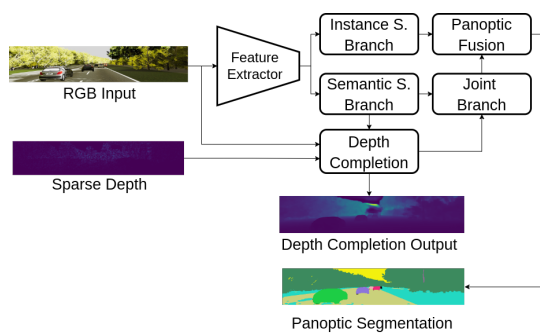 Instance S.
Branch
Panoptic
Fusion
Feature
Extractor
RGB Input
Semantic S.
Branch
Joint
Branch
Depth
Completion
Sparse Depth
Depth Completion Output
Panoptic Segmentation